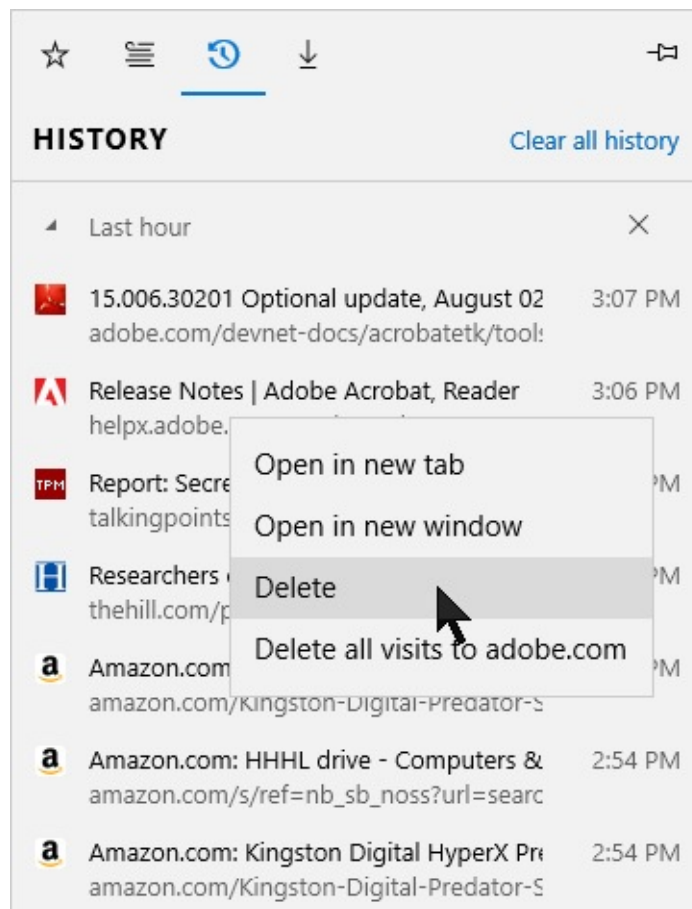 HISTORY
Clear all history
Last hour
15.006.30201 Optional update, August 02
3:07 PM
adobe.com/devnet-docs/acrobatetk/tools
Release Notes | Adobe Acrobat, Reader
3:06 PM
helpx.adobe.
Open in new tab
TPM
Report: Secre
PM
talkingpoints
Open in new window
H
Researchers
PM
Delete
thehill.com/p
Delete all visits to adobe.com
a
Amazon.com
PM
amazon.com/Kingston-Digital-Predator-S
a
Amazon.com: HHHL drive - Computers &
2:54 PM
amazon.com/s/ref=nb_sb_noss?url=searc
a
Amazon.com: Kingston Digital HyperX Pre
2:54 PM
amazon.com/Kingston-Digital-Predator-S